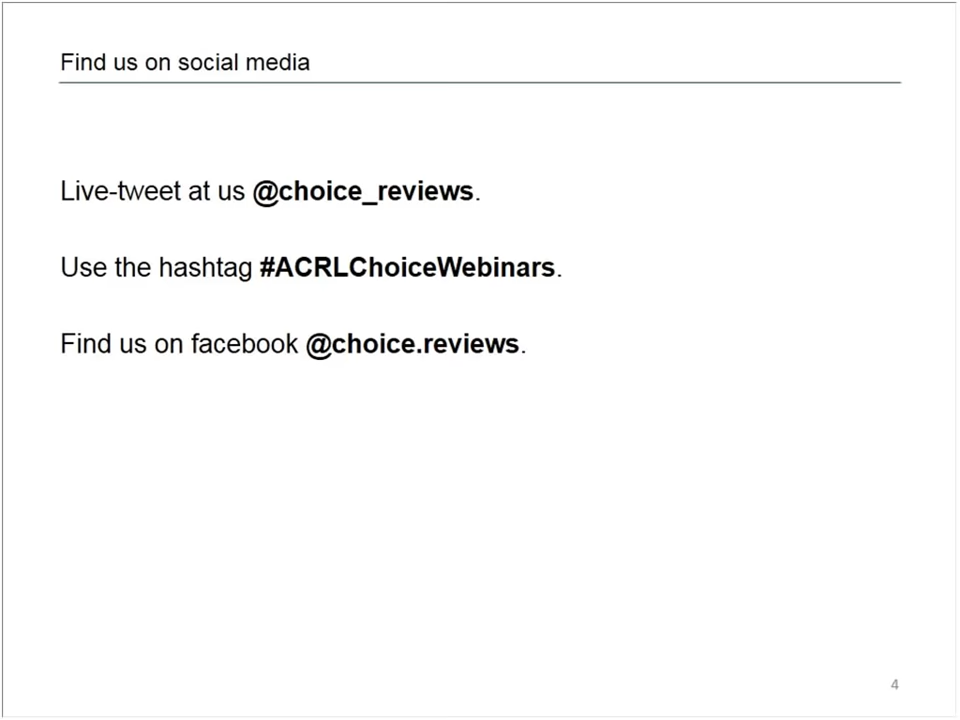 Find us on social media
Live-tweet at us @choice_reviews.
Use the hashtag #ACRLChoiceWebinars.
Find us on facebook @choice.reviews.
4